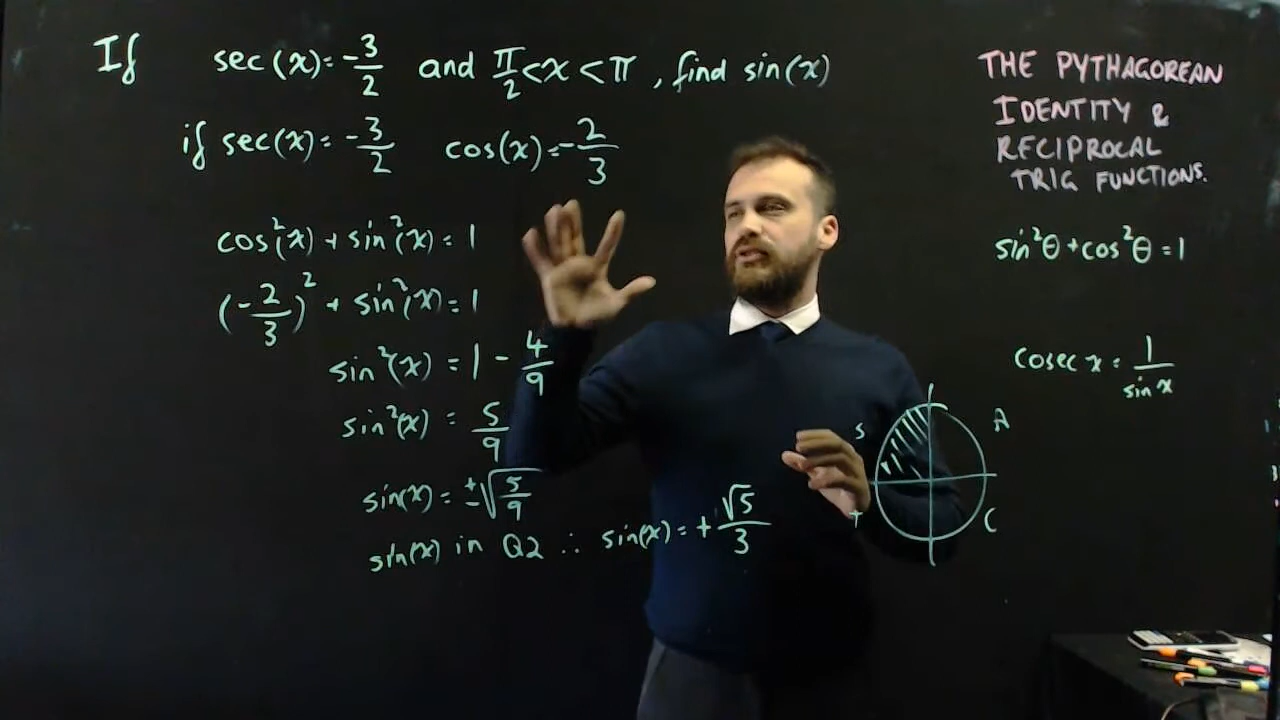 If sec(x)=-3/2 and π/2<x<π, find sin(x)
if sec(x)=-3/2 cos(x)=-2/3
cos²(x)+sin²(x)=1
(-2/3)²+sin²(x)=1
sin²(x)=1-4/9
sin²(x)=5/9
sin(x)=±√(5/9)
sin(x) in Q2 ∴ sin(x)=+√5/3
THE PYTHAGOREAN
IDENTITY &
RECIPROCAL
TRIG FUNCTIONS.
sin²θ+cos²θ=1
cosec x=1/sin x
S A
T C